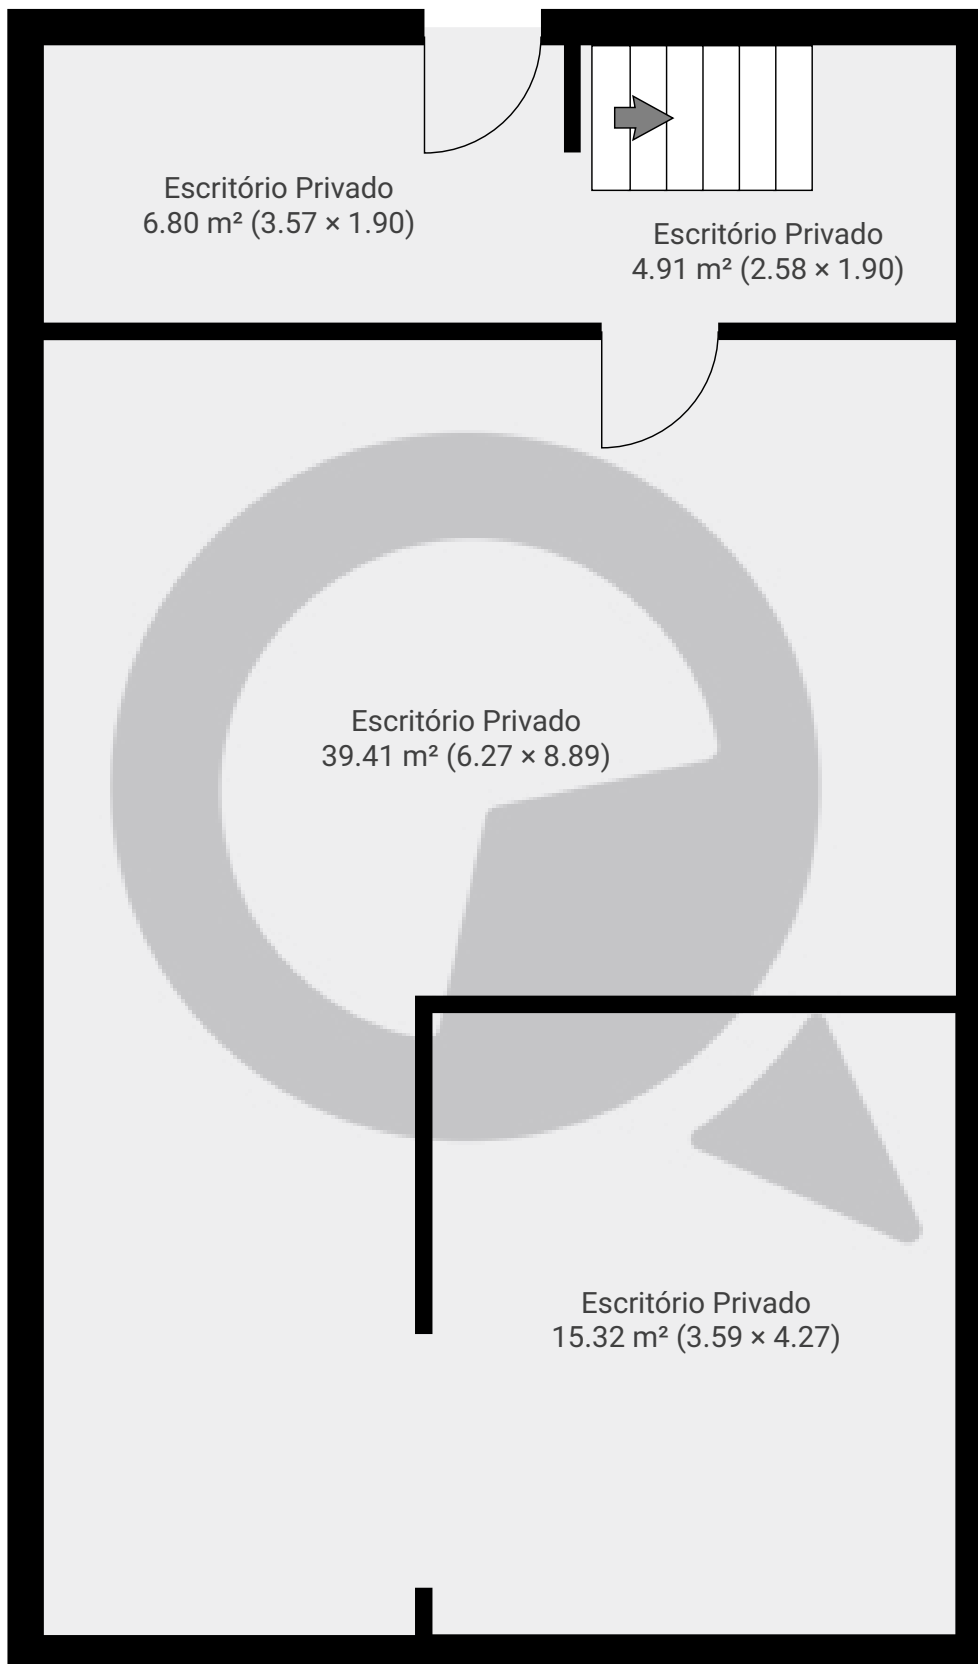 Escritório Privado
6.80 m² (3.57 × 1.90)
Escritório Privado
4.91 m² (2.58 × 1.90)
Escritório Privado
39.41 m² (6.27 × 8.89)
Escritório Privado
15.32 m² (3.59 × 4.27)